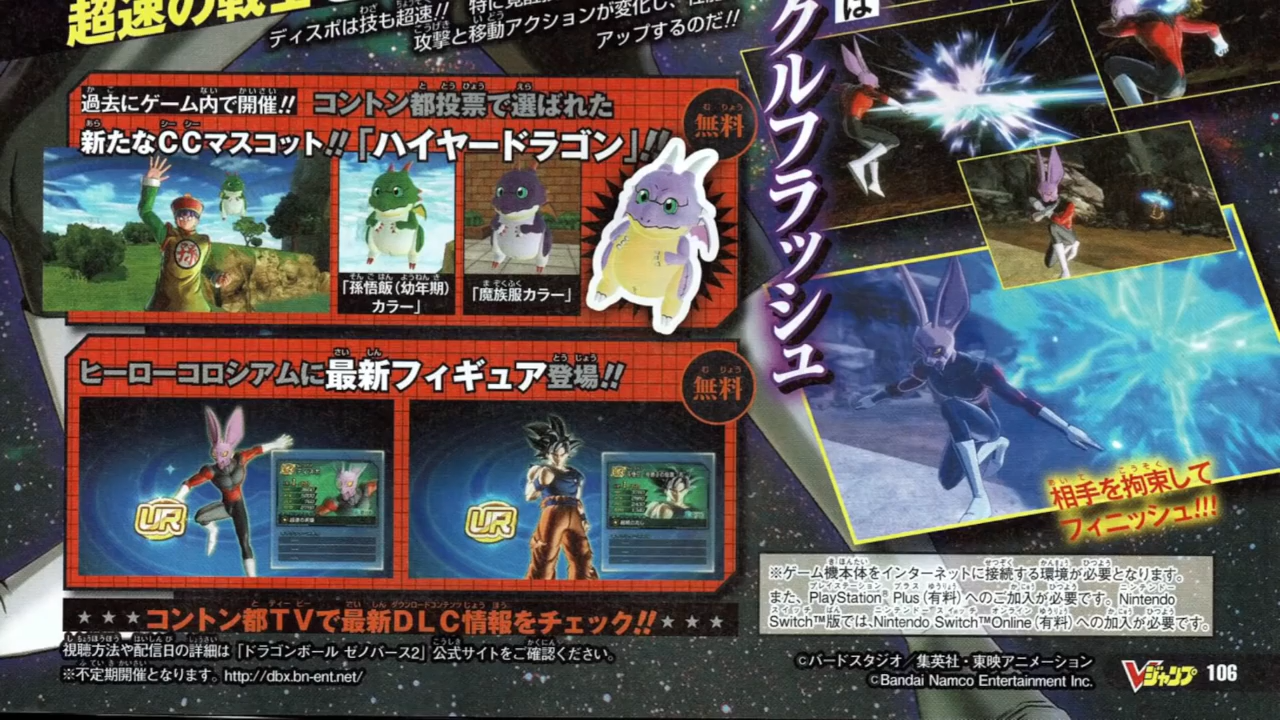 超速の戦士
ディスポは技も超速!!
攻撃と移動アクションが変化し、
アップするのだ!!
過去にゲーム内で開催!!
コントン都投票で選ばれた
新たなCCマスコット!!「ハイヤードラゴン」!!
無料
「孫悟飯(幼年期)
カラー」
「魔族服カラー」
ヒーローコロシアムに最新フィギュア登場!!
無料
UR
UR
★★★コントン都TVで最新DLC情報をチェック!!★★★
視聴方法や配信日の詳細は「ドラゴンボール ゼノバース2」公式サイトをご確認ください。
※不定期開催となります。http://dbx.bn-ent.net/
は
クルフラッシュ
相手を拘束して
フィニッシュ!!!
※ゲーム機本体をインターネットに接続する環境が必要となります。
また、PlayStation®Plus(有料)へのご加入が必要です。Nintendo
Switch™版では、Nintendo Switch™Online(有料)への加入が必要です。
©バードスタジオ/集英社・東映アニメーション
©Bandai Namco Entertainment Inc.
Vジャンプ 106